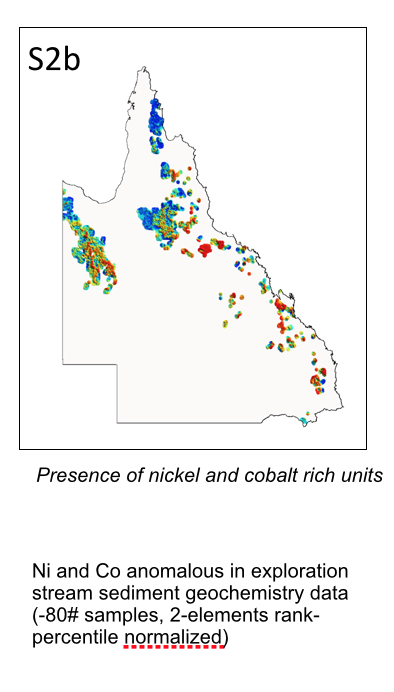 S2b
Presence of nickel and cobalt rich units
Ni and Co anomalous in exploration
stream sediment geochemistry data
(-80# samples, 2-elements rank-
percentile normalized)